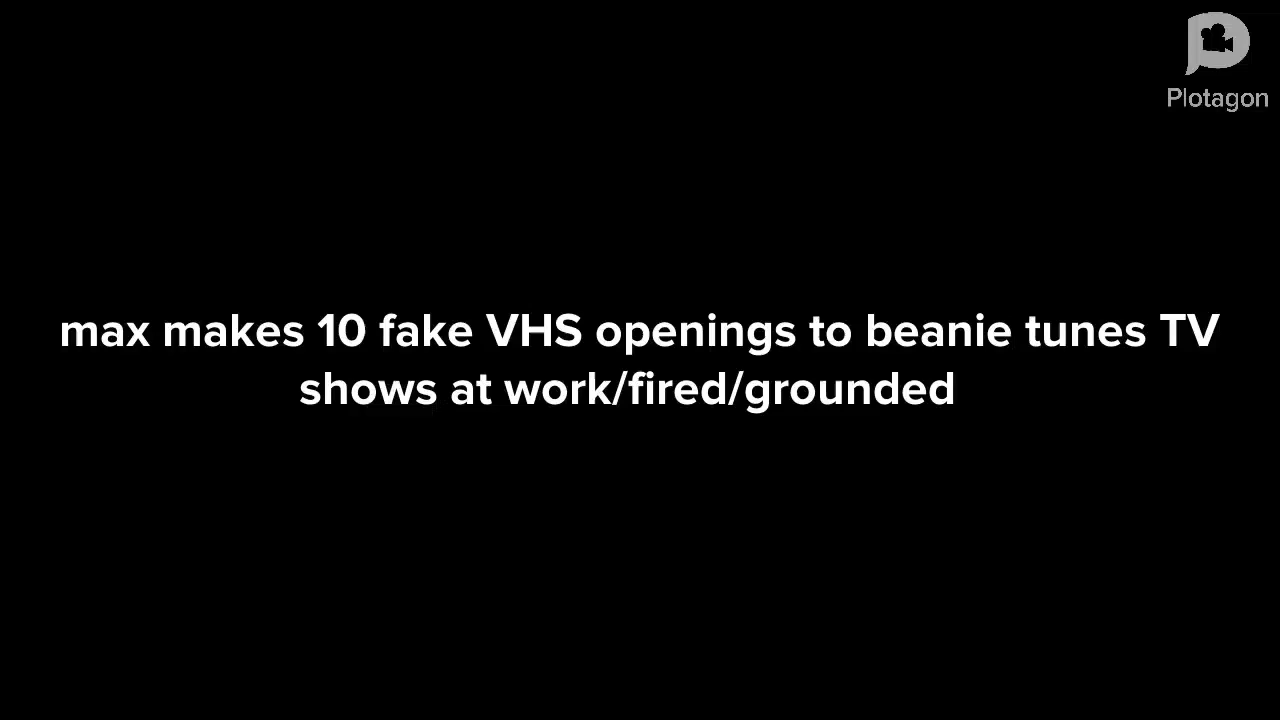 Plotagon
max makes 10 fake VHS openings to beanie tunes TV
shows at work/fired/grounded